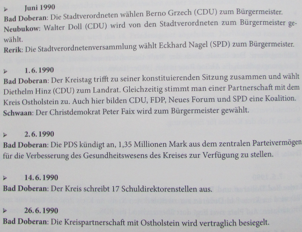 ➢ Juni 1990
Bad Doberan: Die Stadtverordneten wählen Berno Grzech (CDU) zum Bürgermeister.
Neubukow: Walter Doll (CDU) wird von den Stadtverordneten zum Bürgermeister ge-
wählt.
Rerik: Die Stadtverordnetenversammlung wählt Eckhard Nagel (SPD) zum Bürgermeister.
➢ 1.6.1990
Bad Doberan: Der Kreistag trifft zu seiner konstituierenden Sitzung zusammen und wählt
Diethelm Hinz (CDU) zum Landrat. Gleichzeitig stimmt man einer Partnerschaft mit dem
Kreis Ostholstein zu. Auch hier bilden CDU, FDP, Neues Forum und SPD eine Koalition.
Schwaan: Der Christdemokrat Peter Faix wird zum Bürgermeister gewählt.
➢ 2.6.1990
Bad Doberan: Die PDS kündigt an, 1,35 Millionen Mark aus dem zentralen Parteivermögen
für die Verbesserung des Gesundheitswesens des Kreises zur Verfügung zu stellen.
➢ 14.6.1990
Bad Doberan: Der Kreis schreibt 17 Schuldirektorenstellen aus.
➢ 26.6.1990
Bad Doberan: Die Kreispartnerschaft mit Ostholstein wird vertraglich besiegelt.